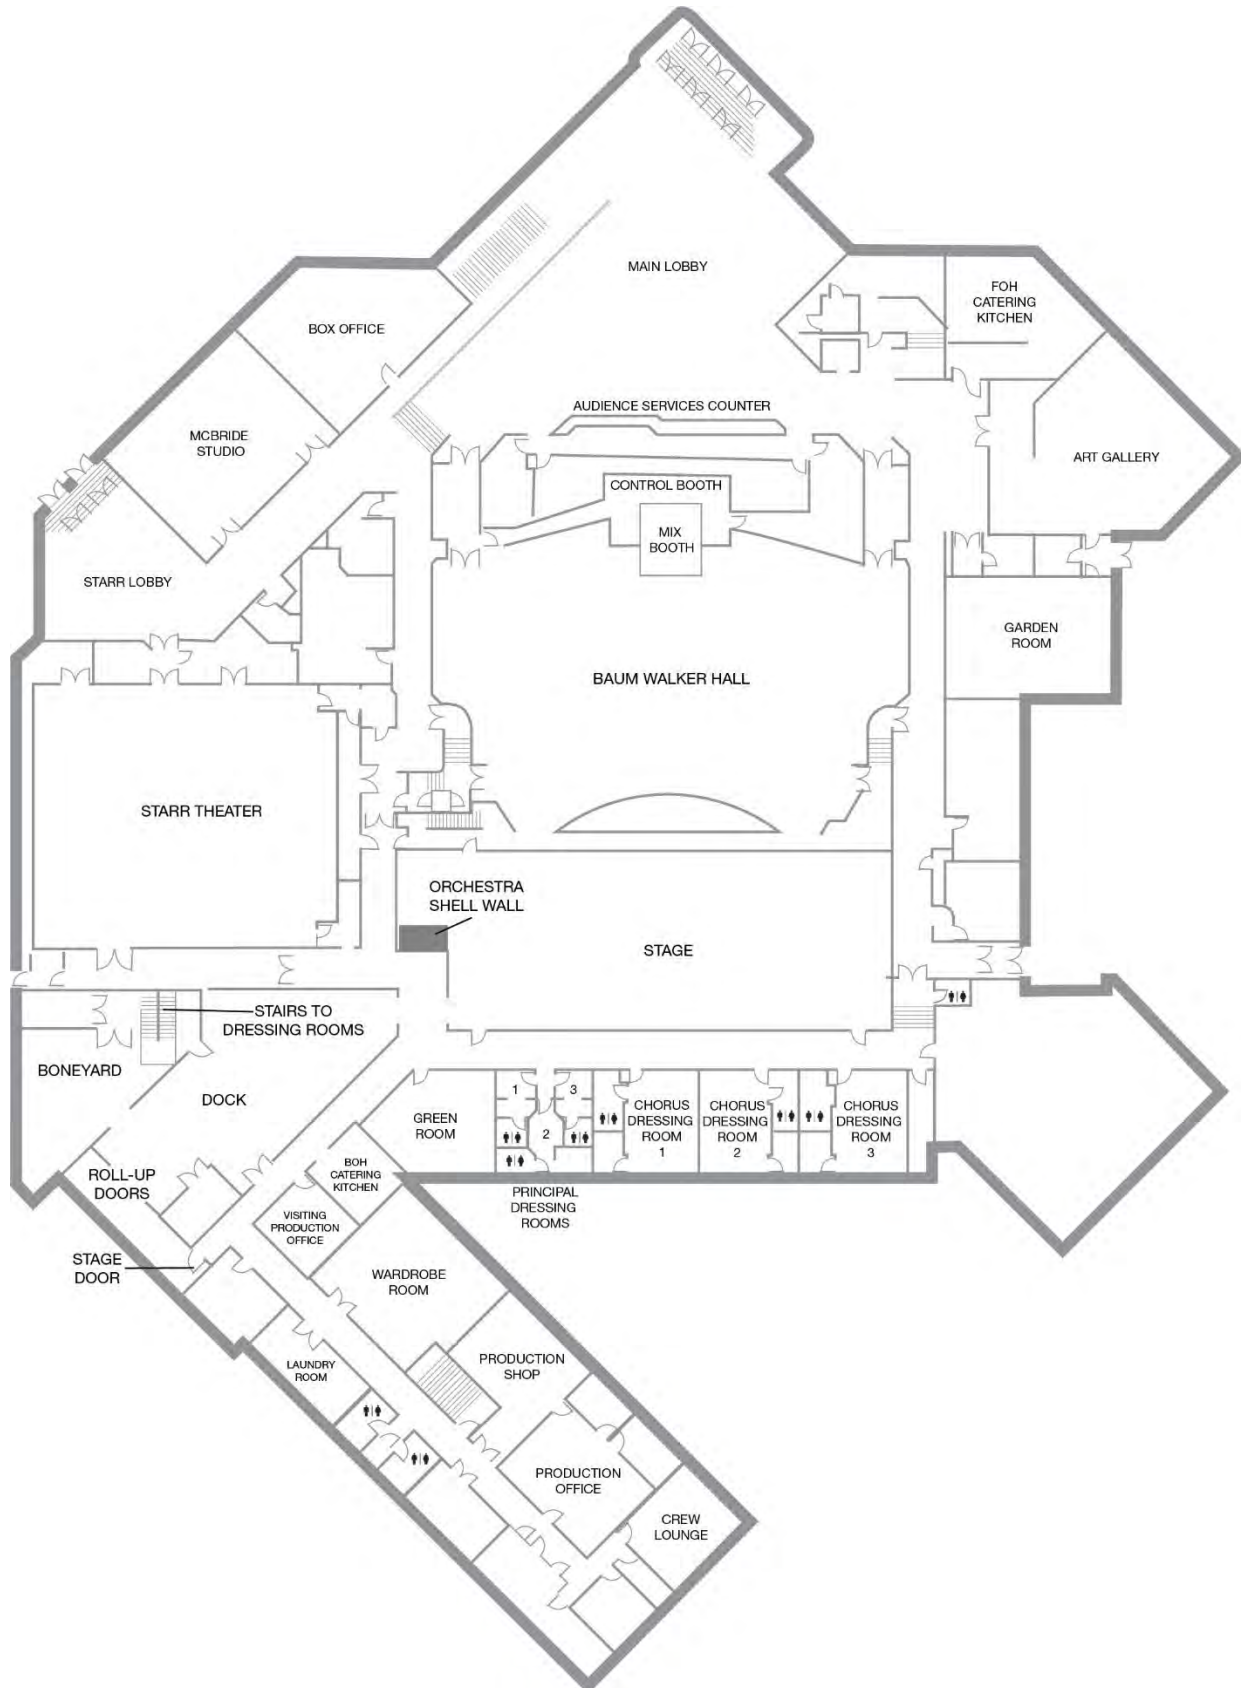 MAIN LOBBY
FOH
CATERING
KITCHEN
BOX OFFICE
AUDIENCE SERVICES COUNTER
MCBRIDE
STUDIO
ART GALLERY
CONTROL BOOTH
MIX
BOOTH
STARR LOBBY
GARDEN
ROOM
BAUM WALKER HALL
STARR THEATER
ORCHESTRA
SHELL WALL
STAGE
STAIRS TO
DRESSING ROOMS
BONEYARD
DOCK
GREEN
ROOM
1
2
3
CHORUS
DRESSING
ROOM
1
CHORUS
DRESSING
ROOM
2
CHORUS
DRESSING
ROOM
3
ROLL-UP
DOORS
BOH
CATERING
KITCHEN
PRINCIPAL
DRESSING
ROOMS
VISITING
PRODUCTION
OFFICE
STAGE
DOOR
WARDROBE
ROOM
LAUNDRY
ROOM
PRODUCTION
SHOP
PRODUCTION
OFFICE
CREW
LOUNGE